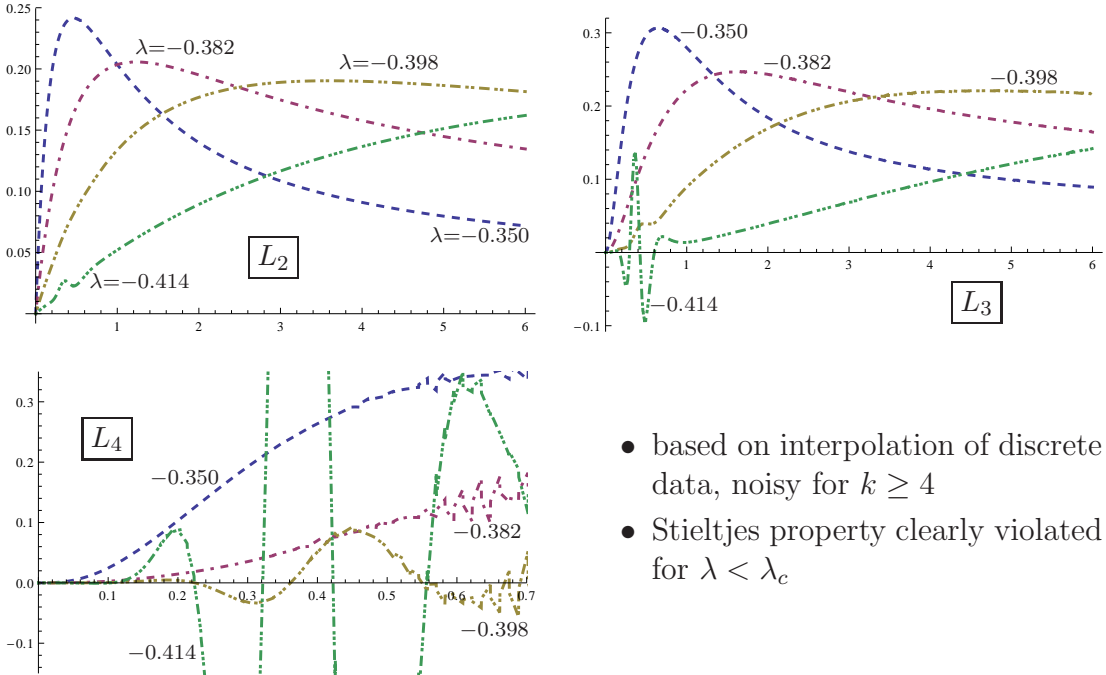 0.25
0.20
0.15
0.10
0.05
λ=−0.382
λ=−0.398
λ=−0.350
λ=−0.414
L₂
1 2 3 4 5 6
0.3
0.2
0.1
−0.1
−0.350
−0.382
−0.398
−0.414
L₃
1 2 3 4 5 6
0.3
0.2
0.1
0.0
−0.1
L₄
−0.350
−0.382
−0.398
−0.414
0.1 0.2 0.3 0.4 0.5 0.6 0.7
• based on interpolation of discrete
data, noisy for k ≥ 4
• Stieltjes property clearly violated
for λ < λ_c